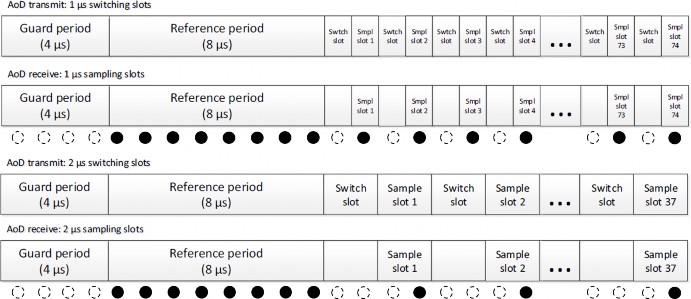 AoD transmit: 1 µs switching slots
Guard period Reference period Swtch Smpl Swtch Smpl Swtch Smpl Swtch Smpl Swtch Smpl Swtch Smpl
(4 µs) (8 µs) slot slot 1 slot slot 2 slot slot 3 slot slot 4 ... slot slot 73 slot slot 74
AoD receive: 1 µs sampling slots
Guard period Reference period Smpl Smpl Smpl Smpl Smpl Smpl
(4 µs) (8 µs) slot 1 slot 2 slot 3 slot 4 ... slot 73 slot 74
AoD transmit: 2 µs switching slots
Guard period Reference period Switch Sample Switch Sample Switch Sample
(4 µs) (8 µs) slot slot 1 slot slot 2 ... slot slot 37
AoD receive: 2 µs sampling slots
Guard period Reference period Sample Sample Sample
(4 µs) (8 µs) slot 1 slot 2 ... slot 37